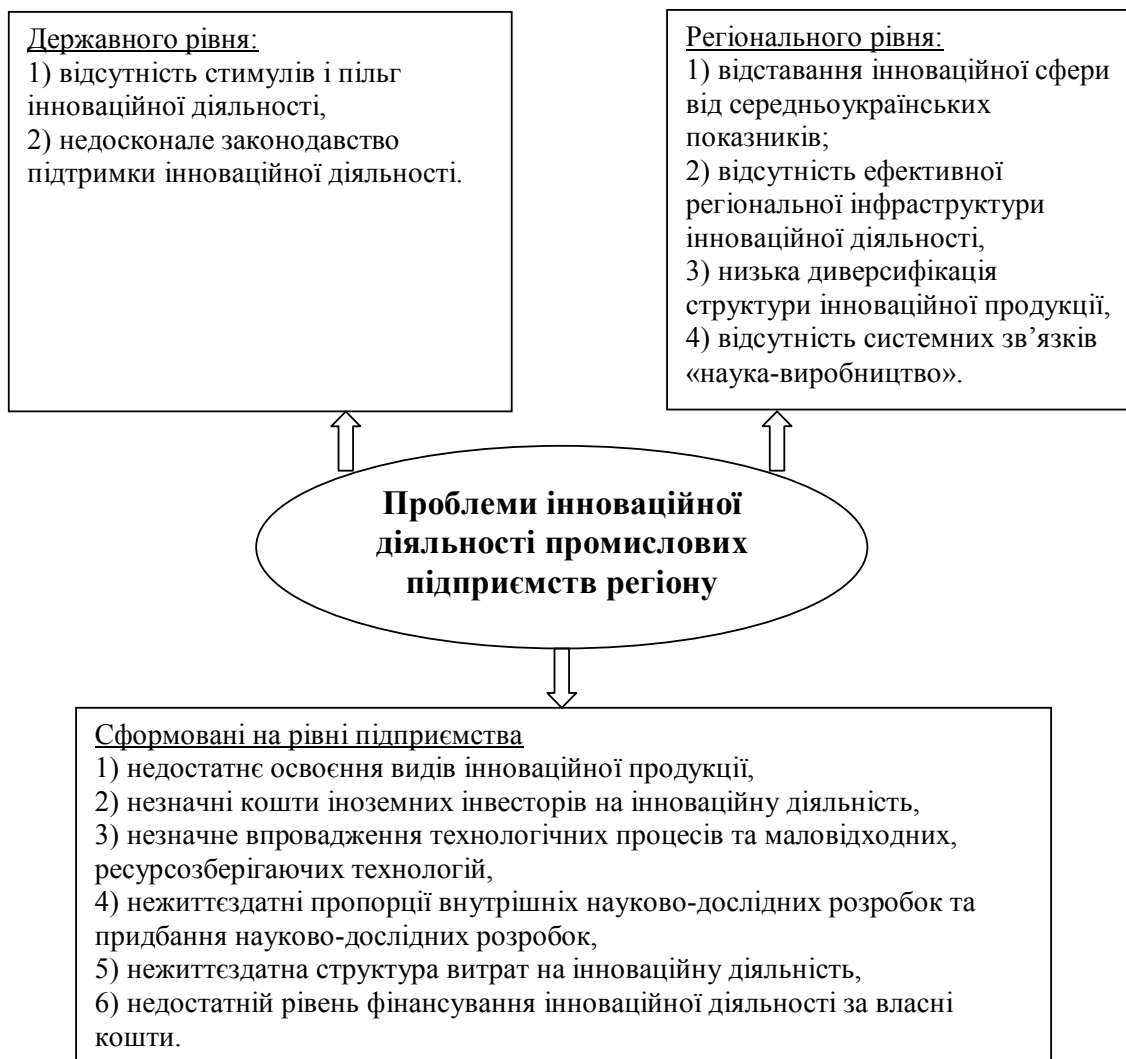 Державного рівня:
1) відсутність стимулів і пільг
інноваційної діяльності,
2) недосконале законодавство
підтримки інноваційної діяльності.
Регіонального рівня:
1) відставання інноваційної сфери
від середньоукраїнських
показників;
2) відсутність ефективної
регіональної інфраструктури
інноваційної діяльності,
3) низька диверсифікація
структури інноваційної продукції,
4) відсутність системних зв’язків
«наука-виробництво».
Проблеми інноваційної
діяльності промислових
підприємств регіону
Сформовані на рівні підприємства
1) недостатнє освоєння видів інноваційної продукції,
2) незначні кошти іноземних інвесторів на інноваційну діяльність,
3) незначне впровадження технологічних процесів та маловідходних,
ресурсозберігаючих технологій,
4) нежиттєздатні пропорції внутрішніх науково-дослідних розробок та
придбання науково-дослідних розробок,
5) нежиттєздатна структура витрат на інноваційну діяльність,
6) недостатній рівень фінансування інноваційної діяльності за власні
кошти.